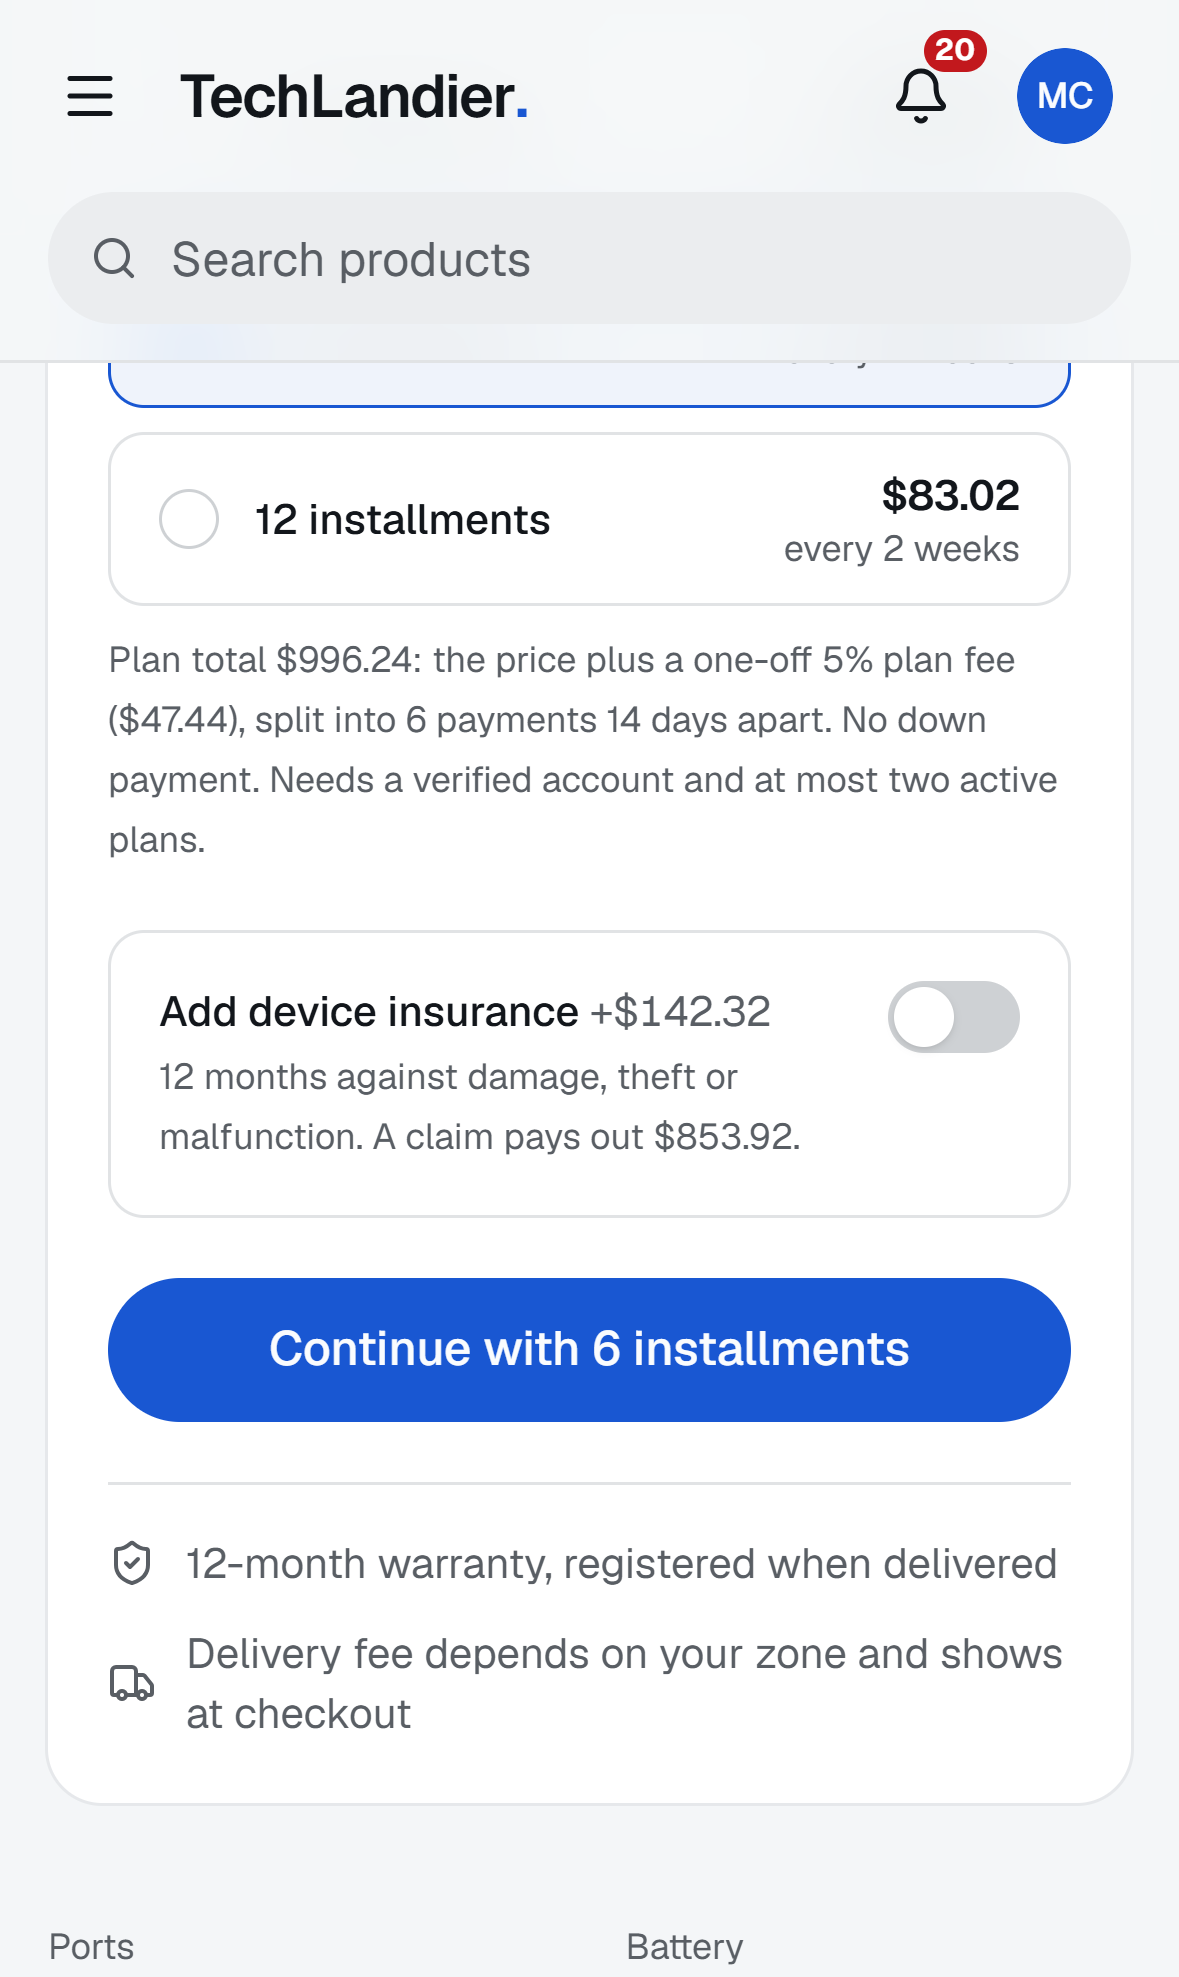 TechLandier.
20
MC
Search products
12 installments
$83.02
every 2 weeks
Plan total $996.24: the price plus a one-off 5% plan fee
($47.44), split into 6 payments 14 days apart. No down
payment. Needs a verified account and at most two active
plans.
Add device insurance +$142.32
12 months against damage, theft or
malfunction. A claim pays out $853.92.
Continue with 6 installments
12-month warranty, registered when delivered
Delivery fee depends on your zone and shows
at checkout
Ports
Battery